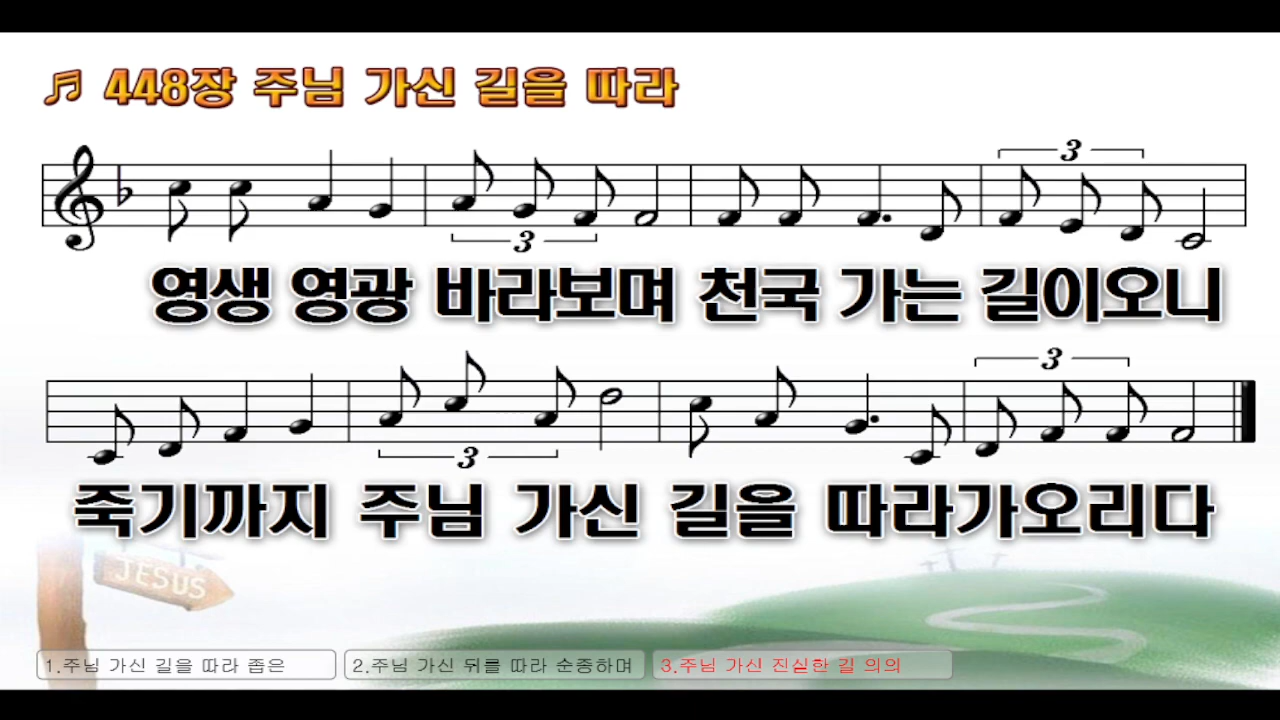 448장 주님 가신 길을 따라
3 3
영생 영광 바라보며 천국 가는 길이오니
3 3
죽기까지 주님 가신 길을 따라가오리다
JESUS
1.주님 가신 길을 따라 좁은 2.주님 가신 뒤를 따라 순종하며 3.주님 가신 진실한 길 의의